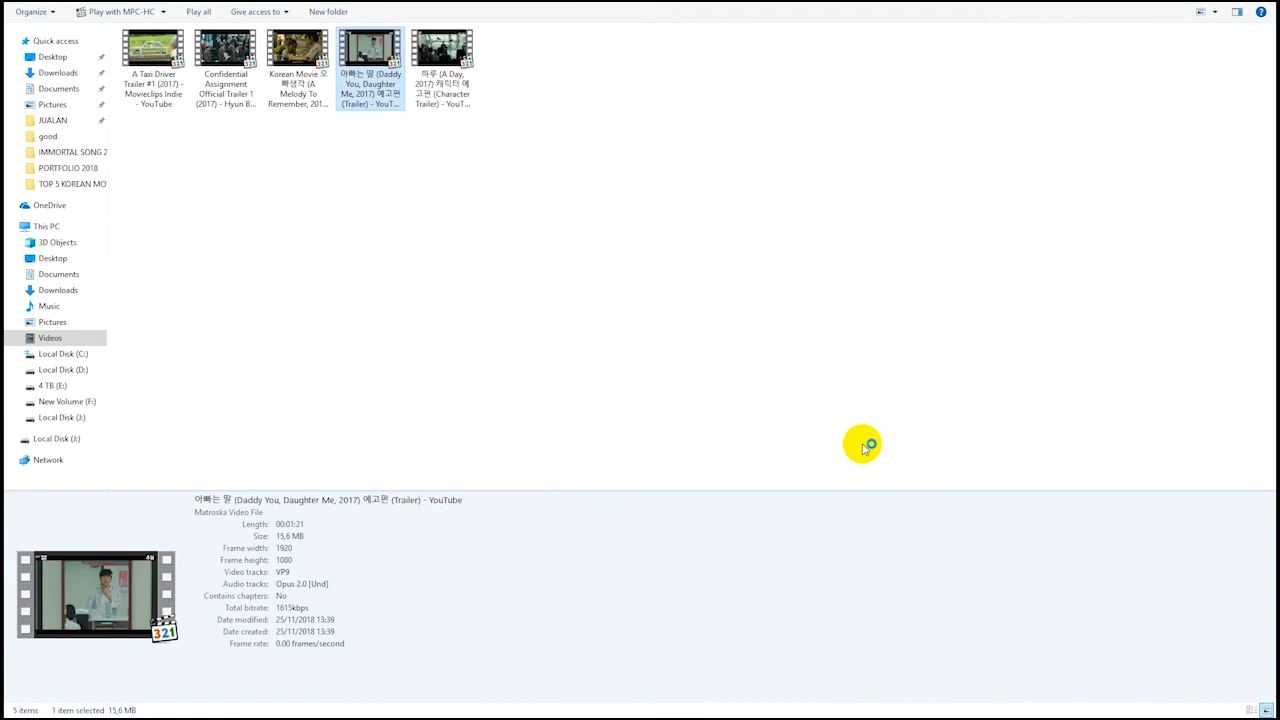 Organize
Play with MPC-HC
Play all
Give access to
New folder
Quick access
Desktop
Downloads
Documents
Pictures
JUALAN
good
IMMORTAL SONG 2
PORTFOLIO 2018
TOP 5 KOREAN MO
OneDrive
This PC
3D Objects
Desktop
Documents
Downloads
Music
Pictures
Videos
Local Disk (C:)
Local Disk (D:)
4 TB (E:)
New Volume (F:)
Local Disk (J:)
Local Disk (J:)
Network
A Taxi Driver
Trailer #1 (2017) -
Movieclips Indie
- YouTube
Confidential
Assignment
Official Trailer 1
(2017) - Hyun B...
Korean Movie 오
빠생각 (A
Melody To
Remember, 201...
아빠는 딸 (Daddy
You, Daughter
Me, 2017) 예고편
(Trailer) - YouT...
하루 (A Day,
2017) 캐릭터 예
고편 (Character
Trailer) - YouT...
아빠는 딸 (Daddy You, Daughter Me, 2017) 예고편 (Trailer) - YouTube
Matroska Video File
Length: 00:01:21
Size: 15,6 MB
Frame width: 1920
Frame height: 1080
Video tracks: VP9
Audio tracks: Opus 2.0 [Und]
Contains chapters: No
Total bitrate: 1615kbps
Date modified: 25/11/2018 13:39
Date created: 25/11/2018 13:39
Frame rate: 0.00 frames/second
321
5 items
1 item selected 15,6 MB